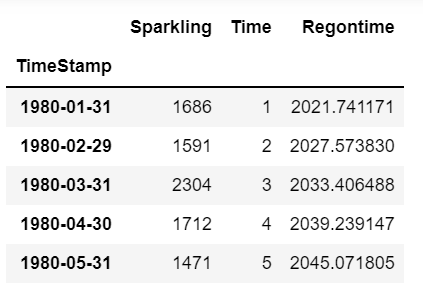 Sparkling Time Regontime
TimeStamp
1980-01-31 1686 1 2021.741171
1980-02-29 1591 2 2027.573830
1980-03-31 2304 3 2033.406488
1980-04-30 1712 4 2039.239147
1980-05-31 1471 5 2045.071805